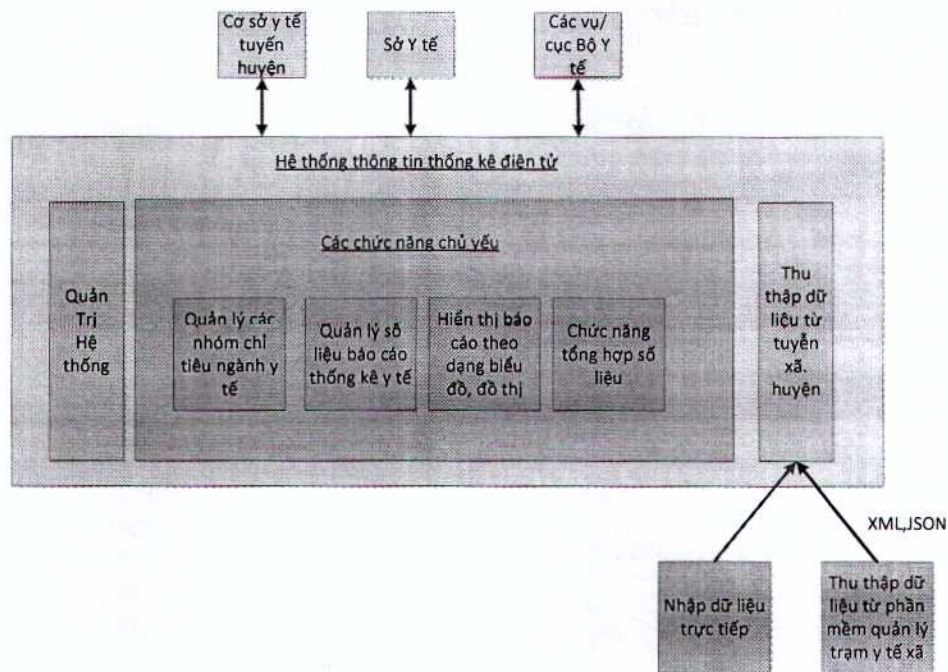 Cơ sở y tế
tuyến
huyện
Sở Y tế
Các vụ/
cục Bộ Y
tế
Hệ thống thông tin thống kê điện tử
Các chức năng chủ yếu
Quản
Trị
Hệ
thống
Quản lý các
nhóm chỉ
tiêu ngành y
tế
Quản lý số
liệu báo cáo
thống kê y tế
Hiển thị báo
cáo theo
dạng biểu
đồ, đồ thị
Chức năng
tổng hợp số
liệu
Thu
thập dữ
liệu từ
tuyến
xã.
huyện
XML,JSON
Nhập dữ liệu
trực tiếp
Thu thập dữ
liệu từ phần
mềm quản lý
trạm y tế xã